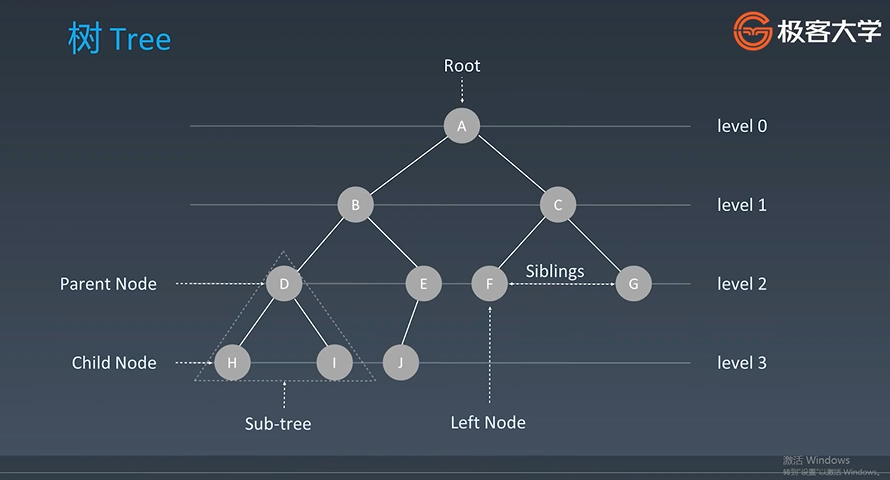 树 Tree
极客大学
Root
A
level 0
B
C
level 1
Siblings
Parent Node
D
E
F
G
level 2
Child Node
H
I
J
level 3
Sub-tree
Left Node
激活 Windows
转到"设置"以激活 Windows。